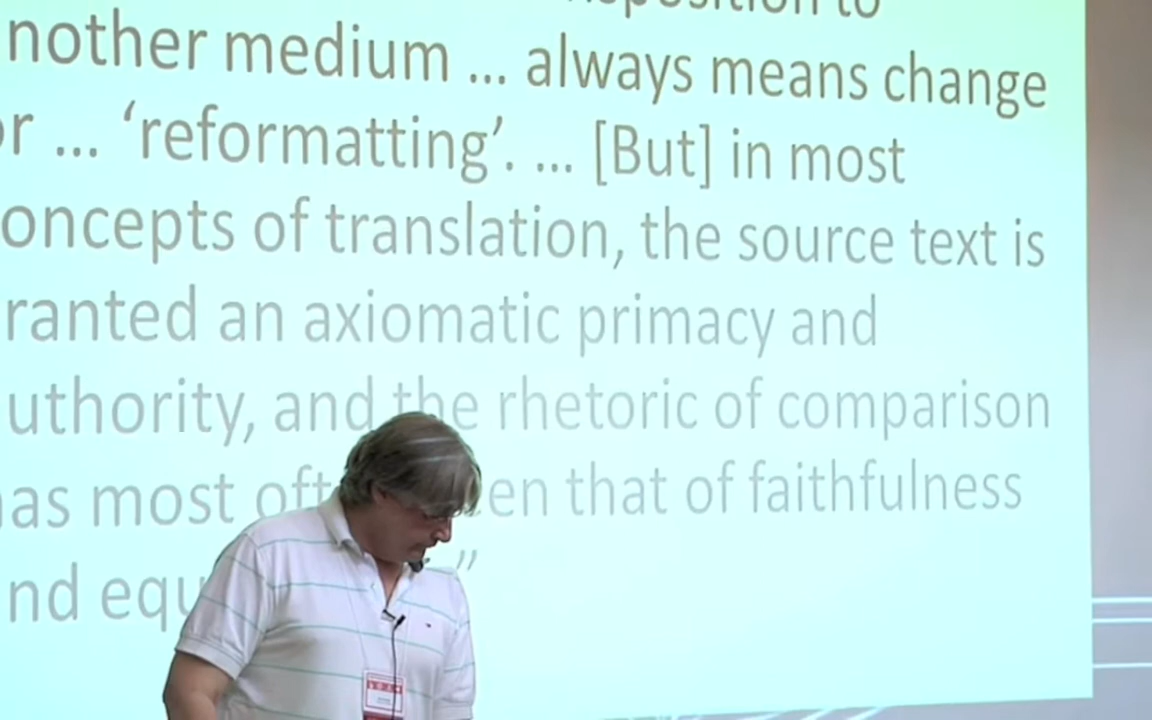 nother medium ... always means change
or ... ‘reformatting’. ... [But] in most
oncepts of translation, the source text is
ranted an axiomatic primacy and
uthority, and the rhetoric of comparison
as most oft en that of faithfulness
nd equ ”